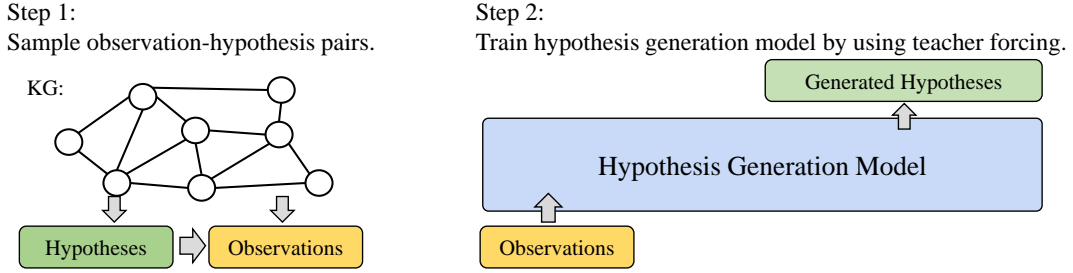 Step 1:
Sample observation-hypothesis pairs.
KG:
Hypotheses
Observations
Step 2:
Train hypothesis generation model by using teacher forcing.
Generated Hypotheses
Hypothesis Generation Model
Observations